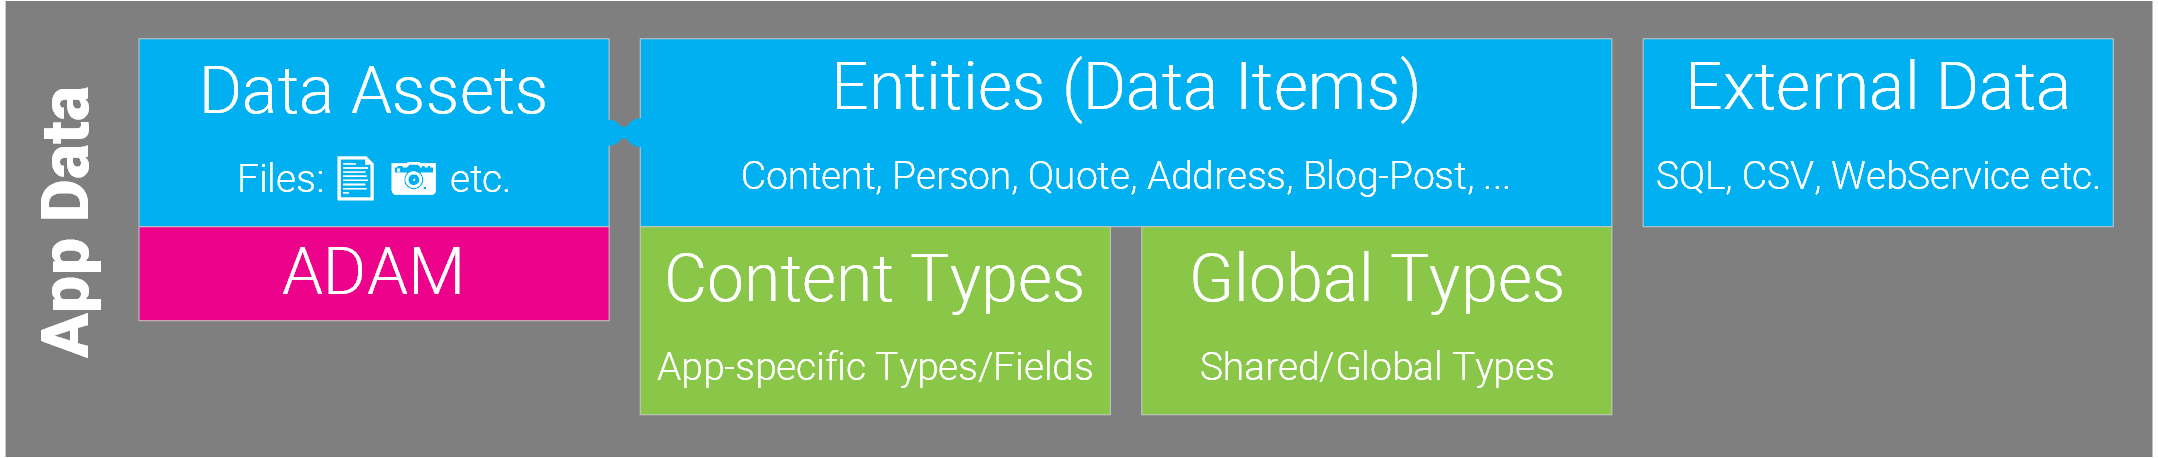 App Data
Data Assets
Files: etc.
ADAM
Entities (Data Items)
Content, Person, Quote, Address, Blog-Post, ...
Content Types
App-specific Types/Fields
Global Types
Shared/Global Types
External Data
SQL, CSV, WebService etc.